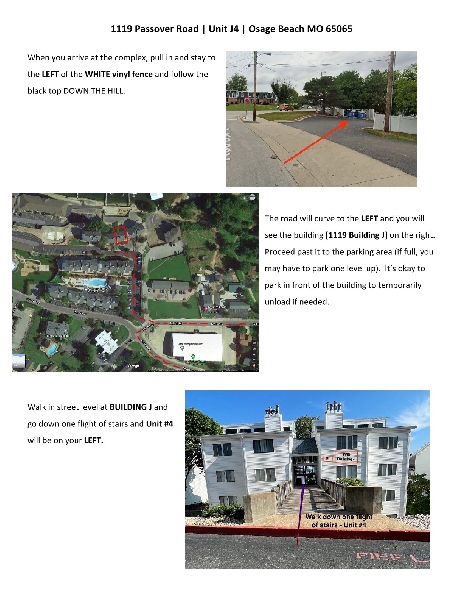 1119 Passover Road | Unit J4 | Osage Beach MO 65065
When you arrive at the complex, pull in and stay to
the LEFT of the WHITE vinyl fence and follow the
black top DOWN THE HILL.
The road will curve to the LEFT and you will
see the building (1119 Building J) on the right.
Proceed past it to the parking area (if full, you
may have to park one level up). It's okay to
park in front of the building to temporarily
unload if needed.
Walk in street level at BUILDING J and
go down one flight of stairs and Unit #4
will be on your LEFT.
Walk down one flight
of stairs - Unit #4